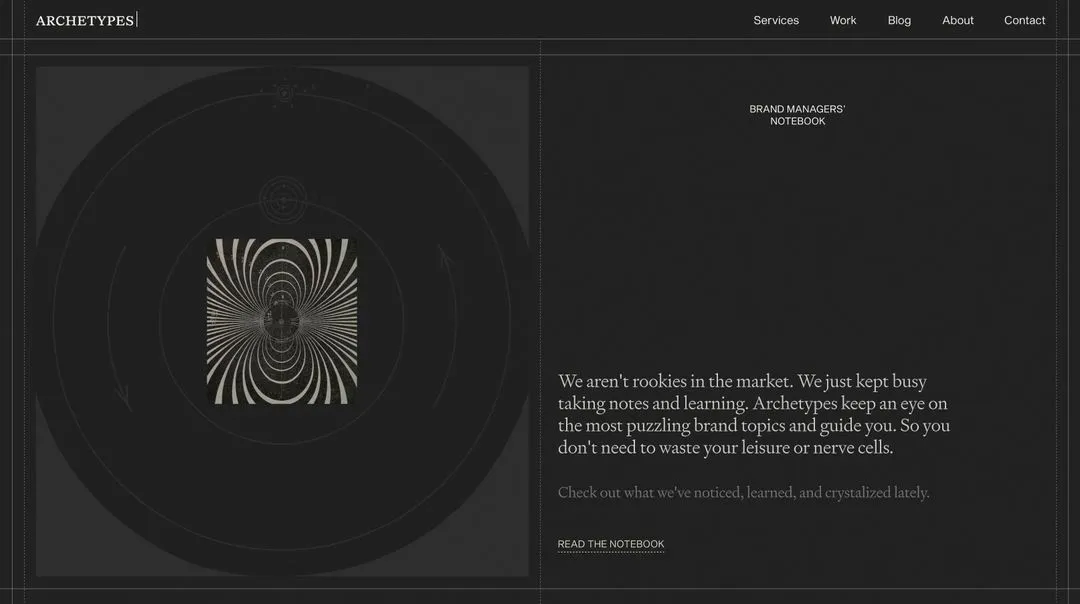 ARCHETYPES
Services Work Blog About Contact
BRAND MANAGERS’
NOTEBOOK
We aren't rookies in the market. We just kept busy
taking notes and learning. Archetypes keep an eye on
the most puzzling brand topics and guide you. So you
don't need to waste your leisure or nerve cells.
Check out what we've noticed, learned, and crystalized lately.
READ THE NOTEBOOK